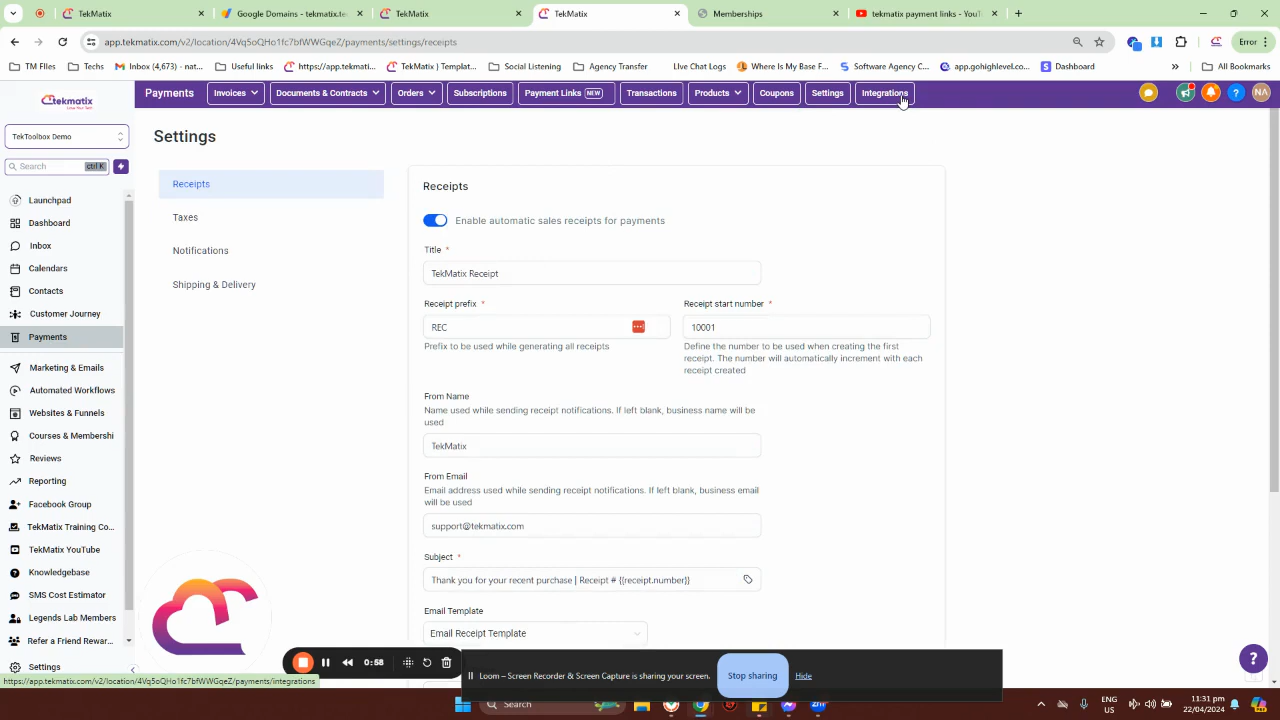 TekMatix
Google Domains - tekmatix.te
TekMatix
TekMatix
Memberships
tekmatix payment links - YouT
app.tekmatix.com/v2/location/4Vq5oQHo1fc7bfWWGqeZ/payments/settings/receipts
Error
TM Files
Techs
Inbox (4,673) - nat...
Useful links
https://app.tekmati...
TekMatix ) Templat...
Social Listening
Agency Transfer
Live Chat Logs
Where Is My Base F...
Software Agency C...
app.gohighlevel.co...
Dashboard
»
All Bookmarks
tekmatix
Payments
Invoices
Documents & Contracts
Orders
Subscriptions
Payment Links NEW
Transactions
Products
Coupons
Settings
Integrations
NA
TekToolbox Demo
Search
ctrl K
Launchpad
Dashboard
Inbox
Calendars
Contacts
Customer Journey
Payments
Marketing & Emails
Automated Workflows
Websites & Funnels
Courses & Membershi
Reviews
Reporting
Facebook Group
TekMatix Training Co...
TekMatix YouTube
Knowledgebase
SMS Cost Estimator
Legends Lab Members
Refer a Friend Rewar...
Settings
Settings
Receipts
Taxes
Notifications
Shipping & Delivery
Receipts
Enable automatic sales receipts for payments
Title *
TekMatix Receipt
Receipt prefix *
Receipt start number *
REC
10001
Prefix to be used while generating all receipts
Define the number to be used when creating the first
receipt. The number will automatically increment with each
receipt created
From Name
Name used while sending receipt notifications. If left blank, business name will be
used
TekMatix
From Email
Email address used while sending receipt notifications. If left blank, business email
will be used
support@tekmatix.com
Subject *
Thank you for your recent purchase | Receipt # {{receipt.number}}
Email Template
Email Receipt Template
0:58
Loom – Screen Recorder & Screen Capture is sharing your screen.
Stop sharing
Hide
?
https://app.tekmatix.com/v2/location/4Vq5oQHo1fc7bfWWGqeZ/payments/integrations
Search
ENG
US
11:31 pm
22/04/2024